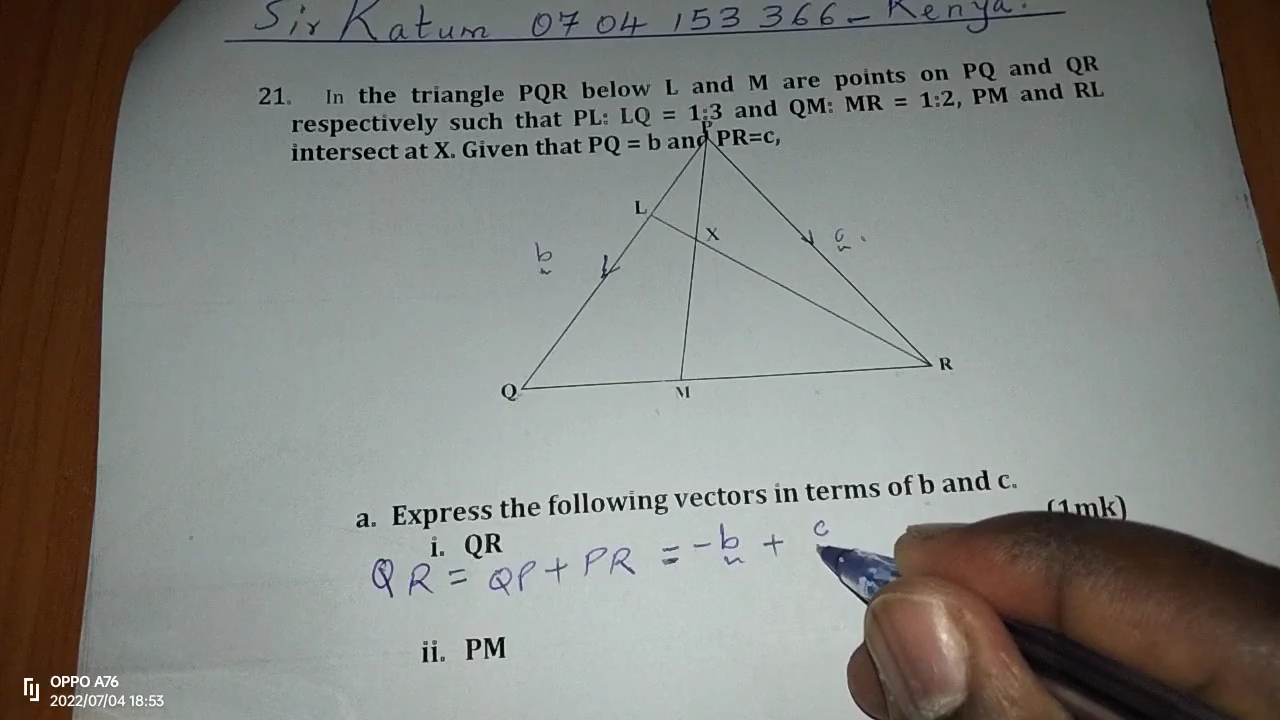 Sir Katum 0704 153 366 - Kenya.
21. In the triangle PQR below L and M are points on PQ and QR
respectively such that PL: LQ = 1:3 and QM: MR = 1:2, PM and RL
intersect at X. Given that PQ = b and PR=c,
P
L
X
b
c
Q
M
R
a. Express the following vectors in terms of b and c.
(1mk)
i. QR
QR = QP + PR = -b + c
ii. PM
OPPO A76
2022/07/04 18:53